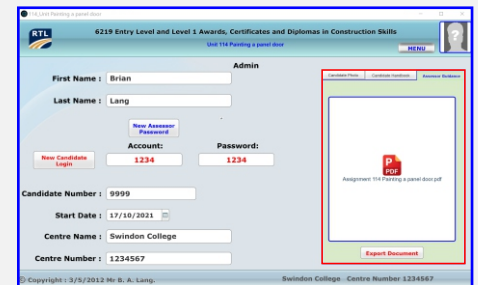 114_Unit Painting a panel door
RTL
6219 Entry Level and Level 1 Awards, Certificates and Diplomas in Construction Skills
Unit 114 Painting a panel door
MENU
Admin
First Name : Brian
Last Name : Lang
New Assessor
Password
Account: Password:
New Candidate
Login
1234 1234
Candidate Number : 9999
Start Date : 17/10/2021
Centre Name : Swindon College
Centre Number : 1234567
Candidate Photo Candidate Handbook Assessor Guidance
PDF
Assignment 114 Painting a panel door.pdf
Export Document
© Copyright : 3/5/2012 Mr B. A. Lang. Swindon College Centre Number 1234567